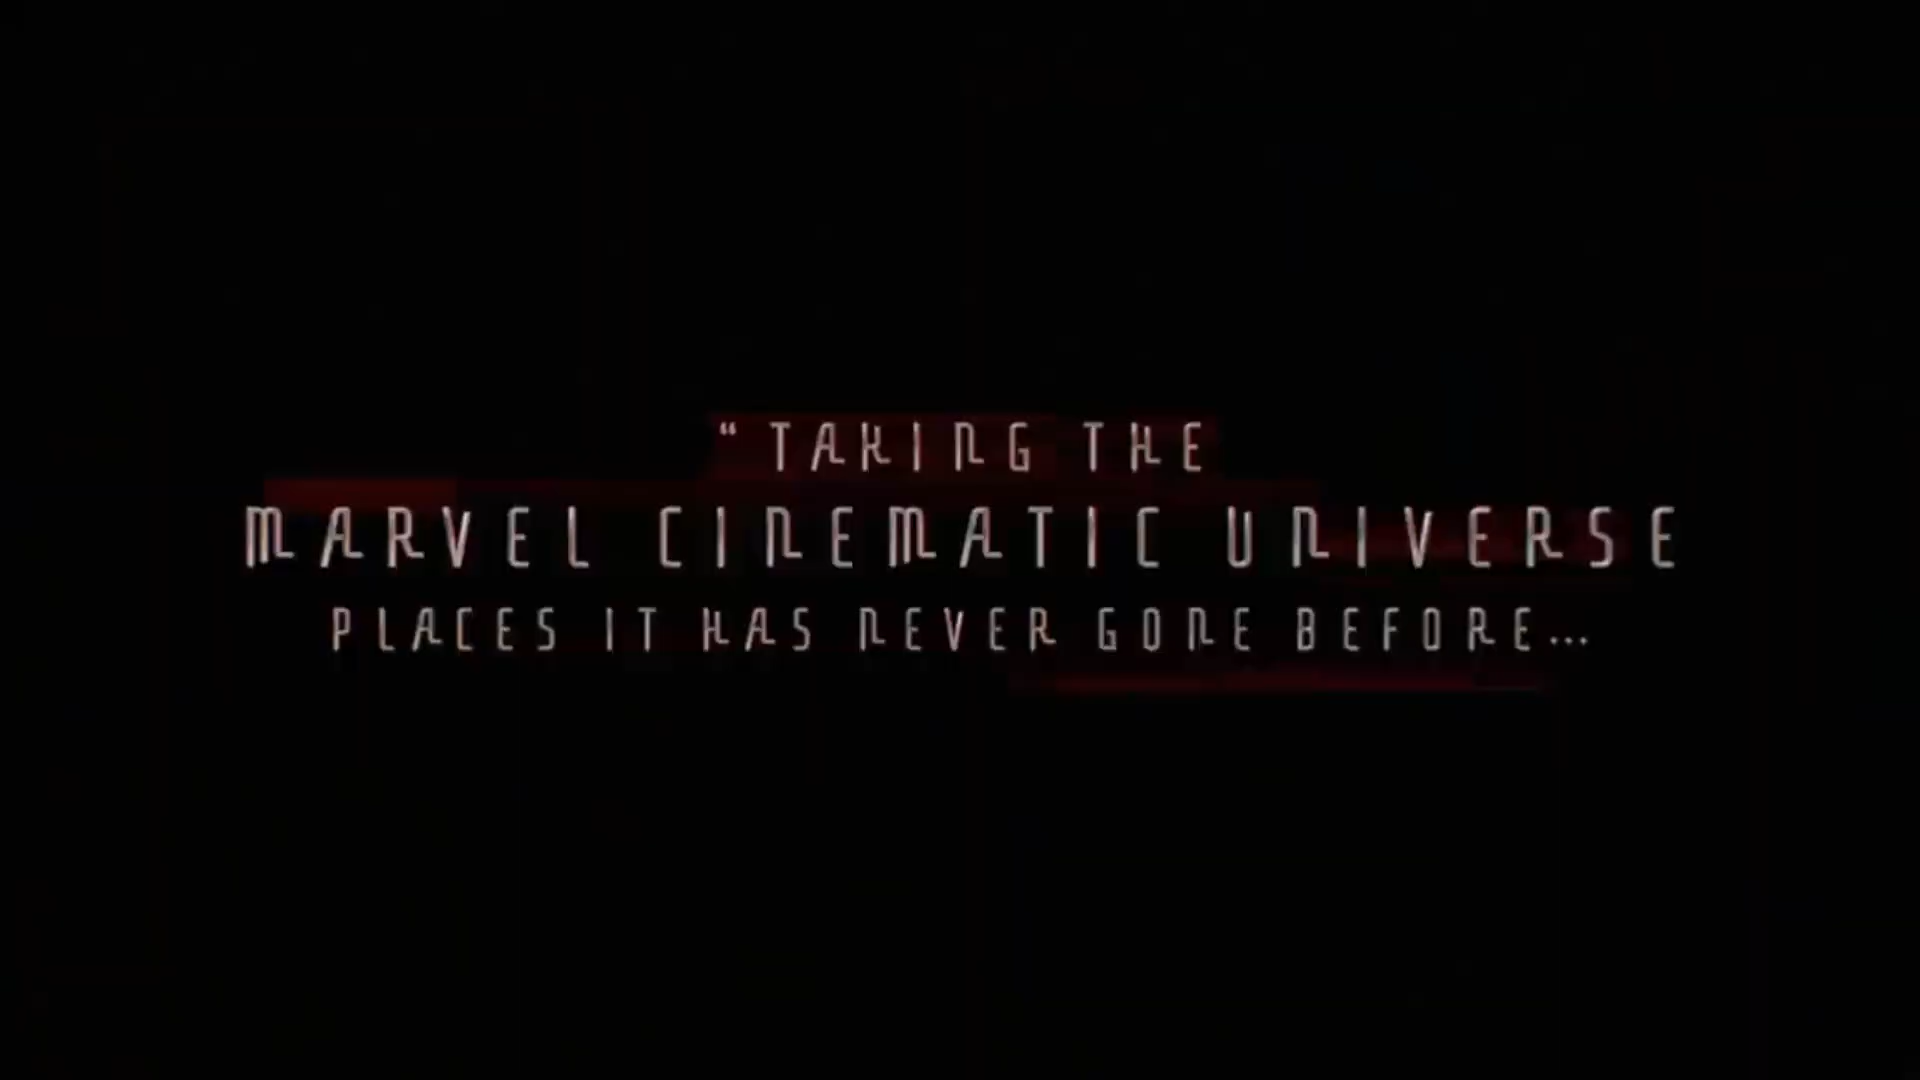 “TAKING THE
MARVEL CINEMATIC UNIVERSE
PLACES IT HAS NEVER GONE BEFORE...